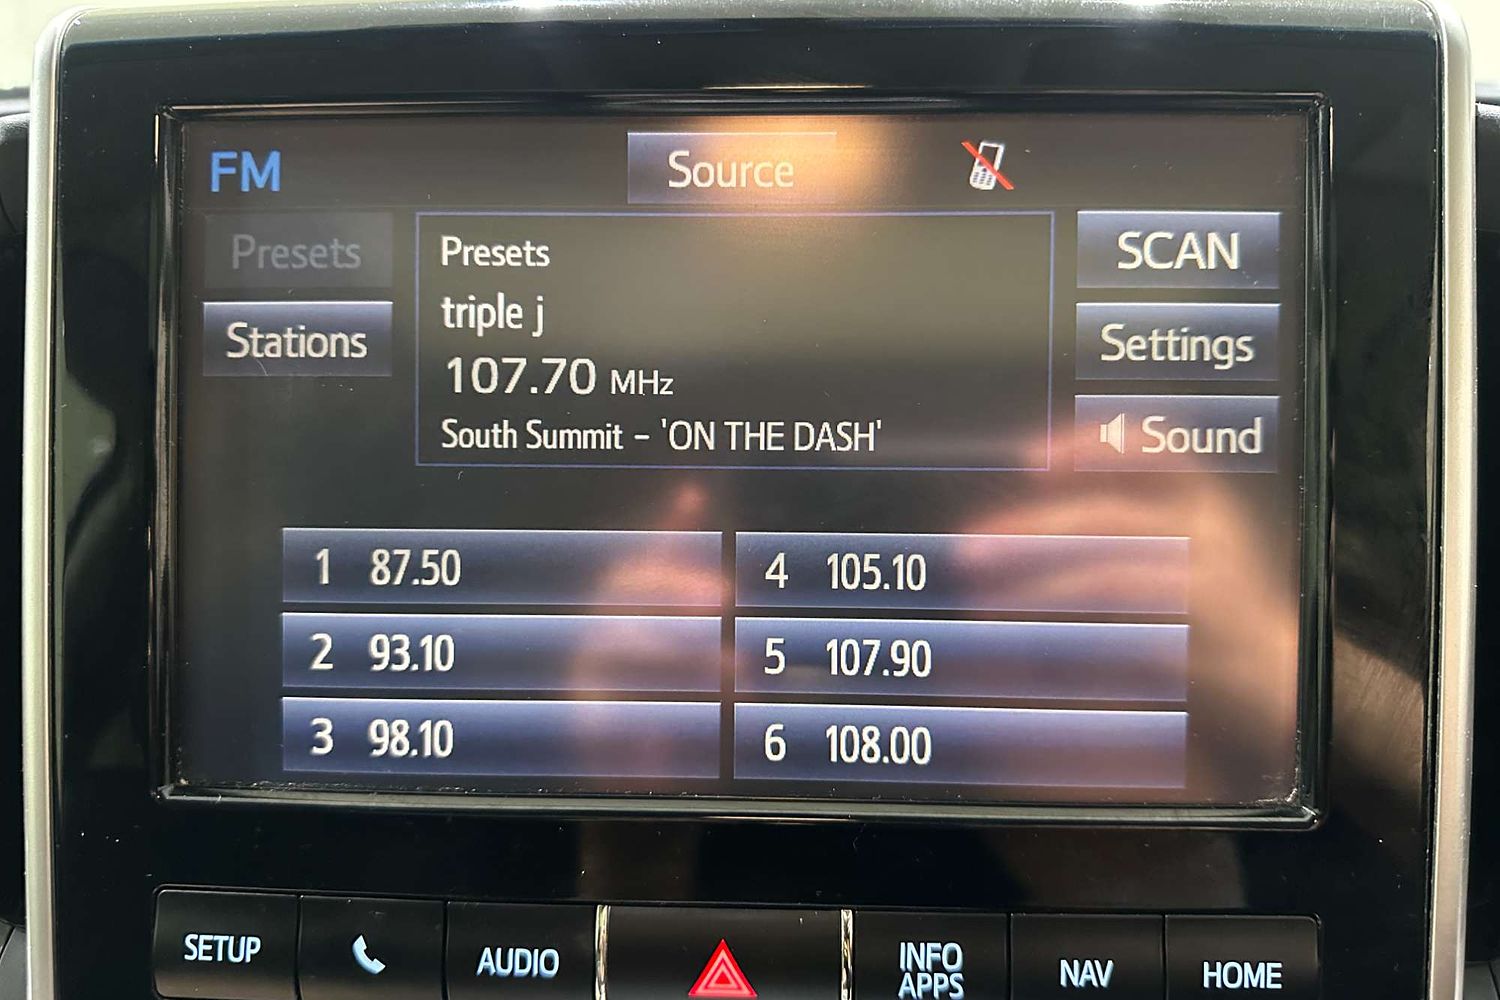 FM
Source
Presets
Stations
Presets
triple j
107.70 MHz
South Summit – 'ON THE DASH'
SCAN
Settings
Sound
1 87.50
2 93.10
3 98.10
4 105.10
5 107.90
6 108.00
SETUP
AUDIO
INFO
APPS
NAV
HOME